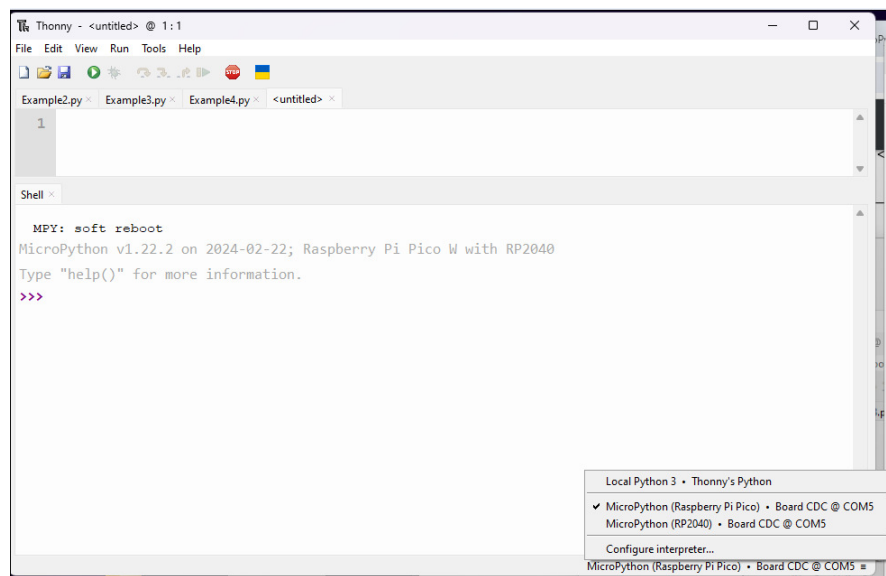 Thonny - <untitled> @ 1:1
File Edit View Run Tools Help
STOP
Example2.py × Example3.py × Example4.py × <untitled> ×
1
Shell ×
MPY: soft reboot
MicroPython v1.22.2 on 2024-02-22; Raspberry Pi Pico W with RP2040
Type "help()" for more information.
>>>
Local Python 3 • Thonny's Python
✓ MicroPython (Raspberry Pi Pico) • Board CDC @ COM5
MicroPython (RP2040) • Board CDC @ COM5
Configure interpreter...
MicroPython (Raspberry Pi Pico) • Board CDC @ COM5 ≡